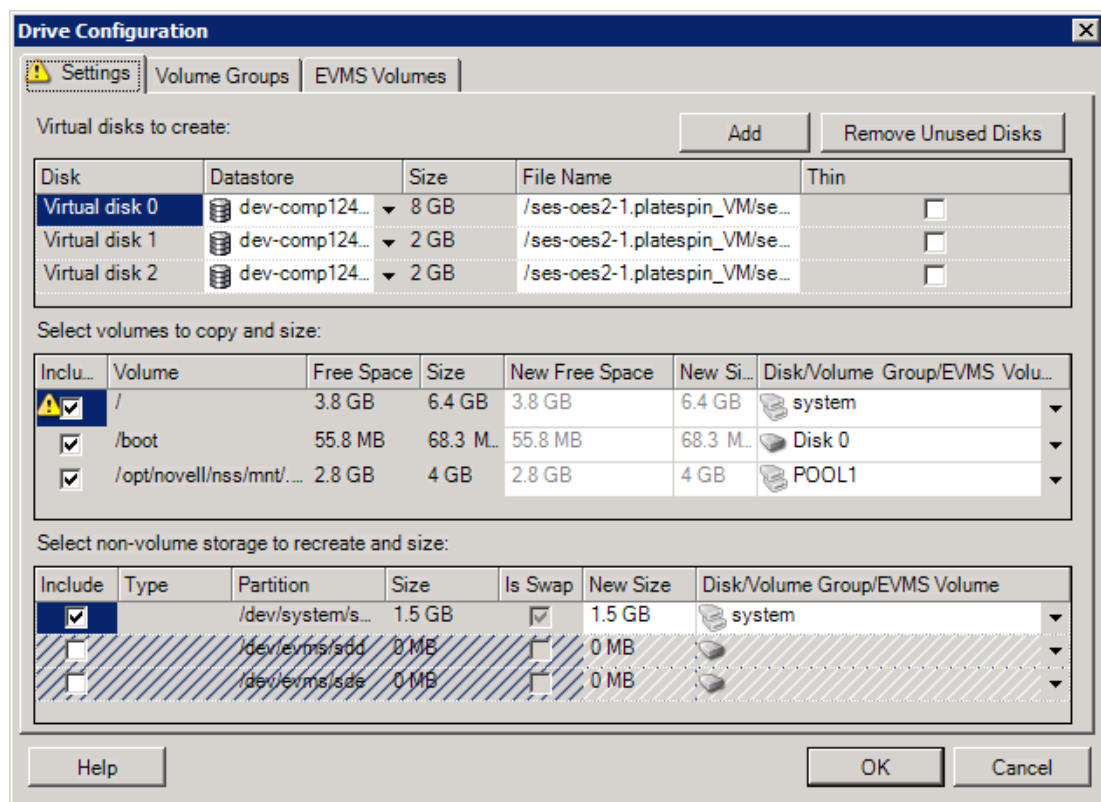 Drive Configuration
Settings Volume Groups EVMS Volumes
Virtual disks to create: Add Remove Unused Disks
Disk Datastore Size File Name Thin
Virtual disk 0 dev-comp124... 8 GB /ses-oes2-1.platespin_VM/se...
Virtual disk 1 dev-comp124... 2 GB /ses-oes2-1.platespin_VM/se...
Virtual disk 2 dev-comp124... 2 GB /ses-oes2-1.platespin_VM/se...
Select volumes to copy and size:
Inclu... Volume Free Space Size New Free Space New Si... Disk/Volume Group/EVMS Volu...
/ 3.8 GB 6.4 GB 3.8 GB 6.4 GB system
/boot 55.8 MB 68.3 M... 55.8 MB 68.3 M... Disk 0
/opt/novell/nss/mnt/.... 2.8 GB 4 GB 2.8 GB 4 GB POOL1
Select non-volume storage to recreate and size:
Include Type Partition Size Is Swap New Size Disk/Volume Group/EVMS Volume
/dev/system/s... 1.5 GB 1.5 GB system
/dev/evms/sdd 0 MB 0 MB
/dev/evms/sde 0 MB 0 MB
Help OK Cancel